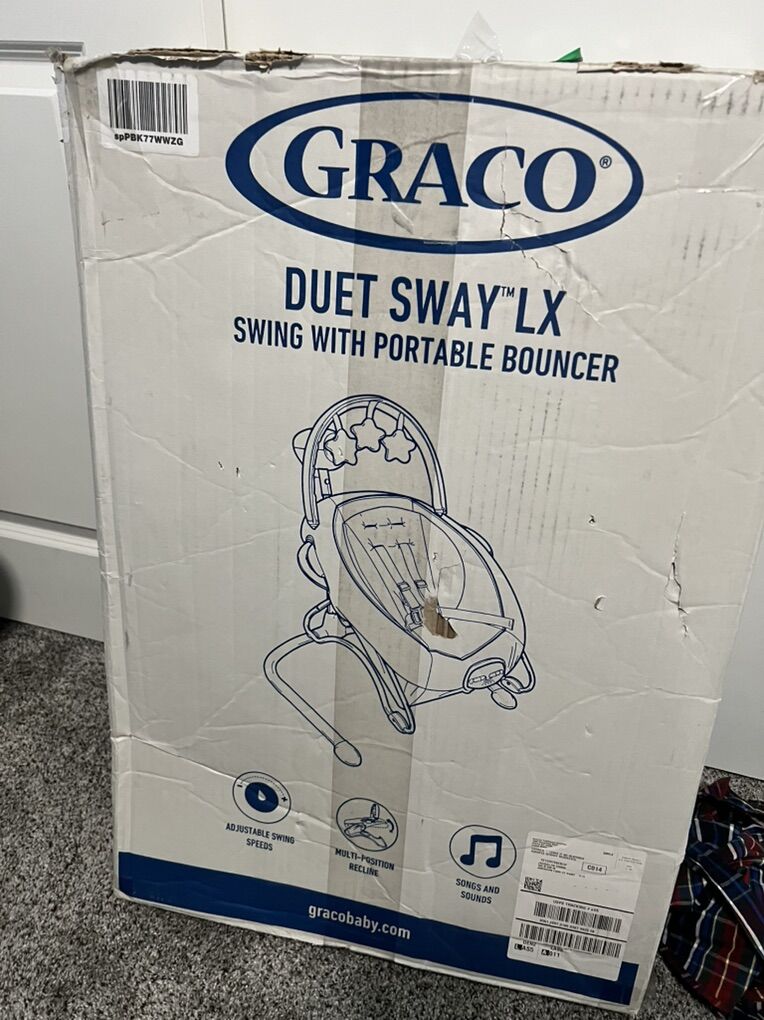 spPBK77WWZG
GRACO®
DUET SWAY™ LX
SWING WITH PORTABLE BOUNCER
ADJUSTABLE SWING
SPEEDS
MULTI-POSITION
RECLINE
SONGS AND
SOUNDS
C014
gracobaby.com